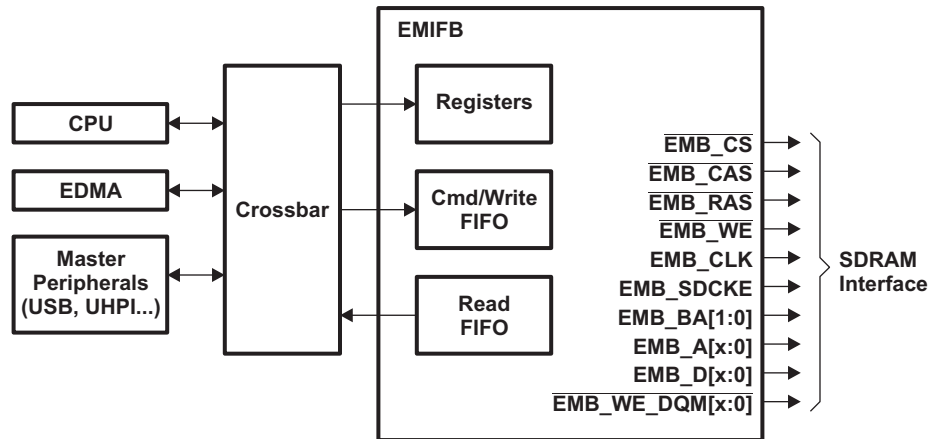 EMIFB
Registers
CPU
EDMA
Master
Peripherals
(USB, UHPI...)
Crossbar
Cmd/Write
FIFO
Read
FIFO
EMB_CS
EMB_CAS
EMB_RAS
EMB_WE
EMB_CLK
EMB_SDCKE
EMB_BA[1:0]
EMB_A[x:0]
EMB_D[x:0]
EMB_WE_DQM[x:0]
SDRAM
Interface